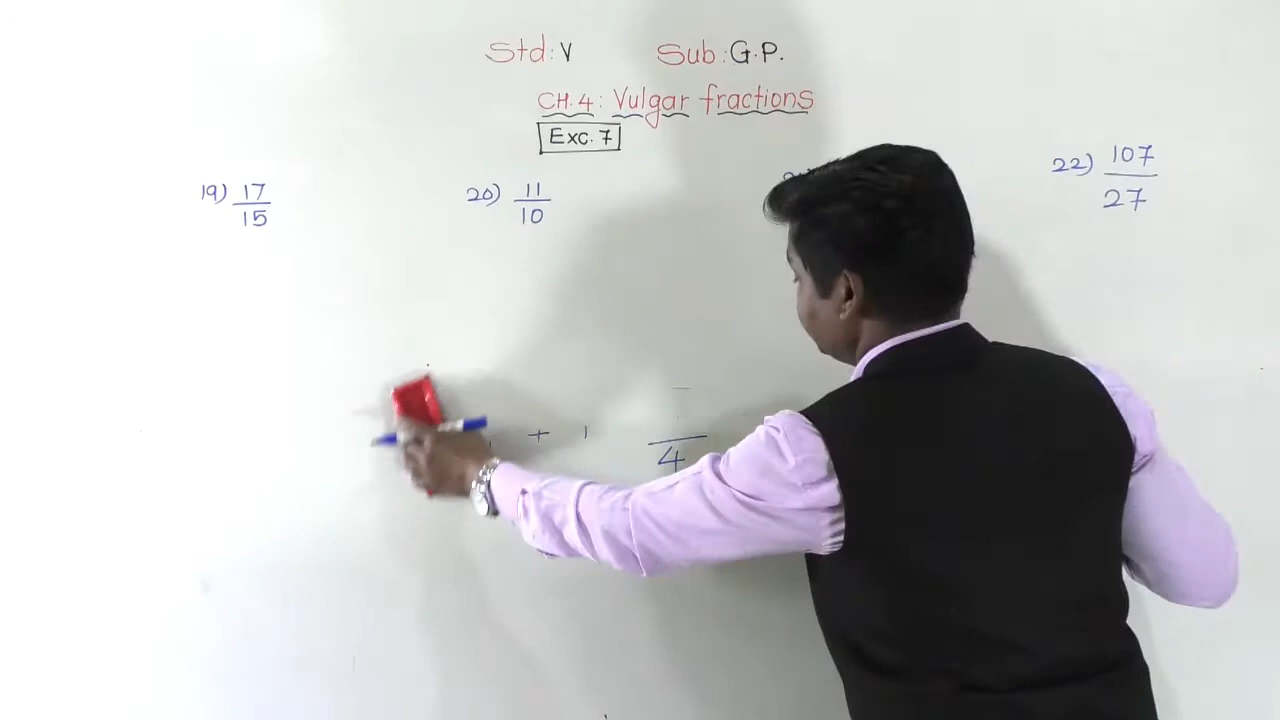 Std: V Sub: G.P.
CH. 4: Vulgar fractions
Exc. 7
19) 17/15 20) 11/10 22) 107/27
+ 1 /4